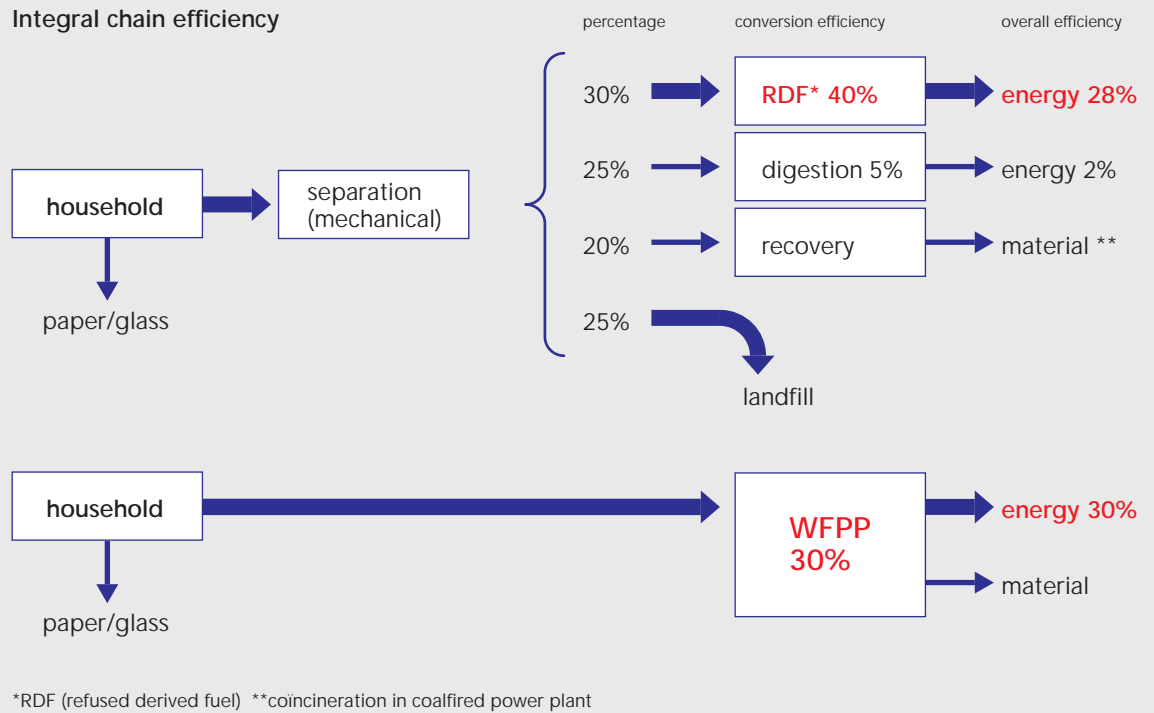 Integral chain efficiency
percentage
conversion efficiency
overall efficiency
30%
RDF* 40%
energy 28%
25%
digestion 5%
energy 2%
household
separation
(mechanical)
20%
recovery
material **
paper/glass
25%
landfill
household
WFPP
30%
energy 30%
material
paper/glass
*RDF (refused derived fuel) **coïncineration in coalfired power plant